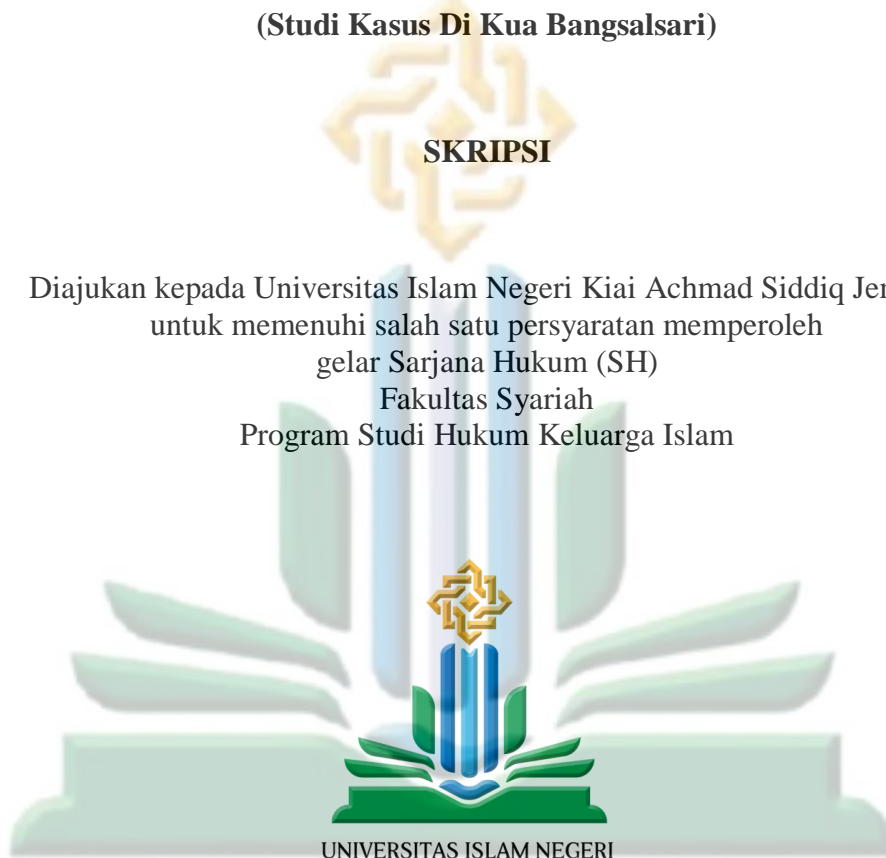 (Studi Kasus Di Kua Bangsalsari)
SKRIPSI
Diajukan kepada Universitas Islam Negeri Kiai Achmad Siddiq Jer
untuk memenuhi salah satu persyaratan memperoleh
gelar Sarjana Hukum (SH)
Fakultas Syariah
Program Studi Hukum Keluarga Islam
UNIVERSITAS ISLAM NEGERI